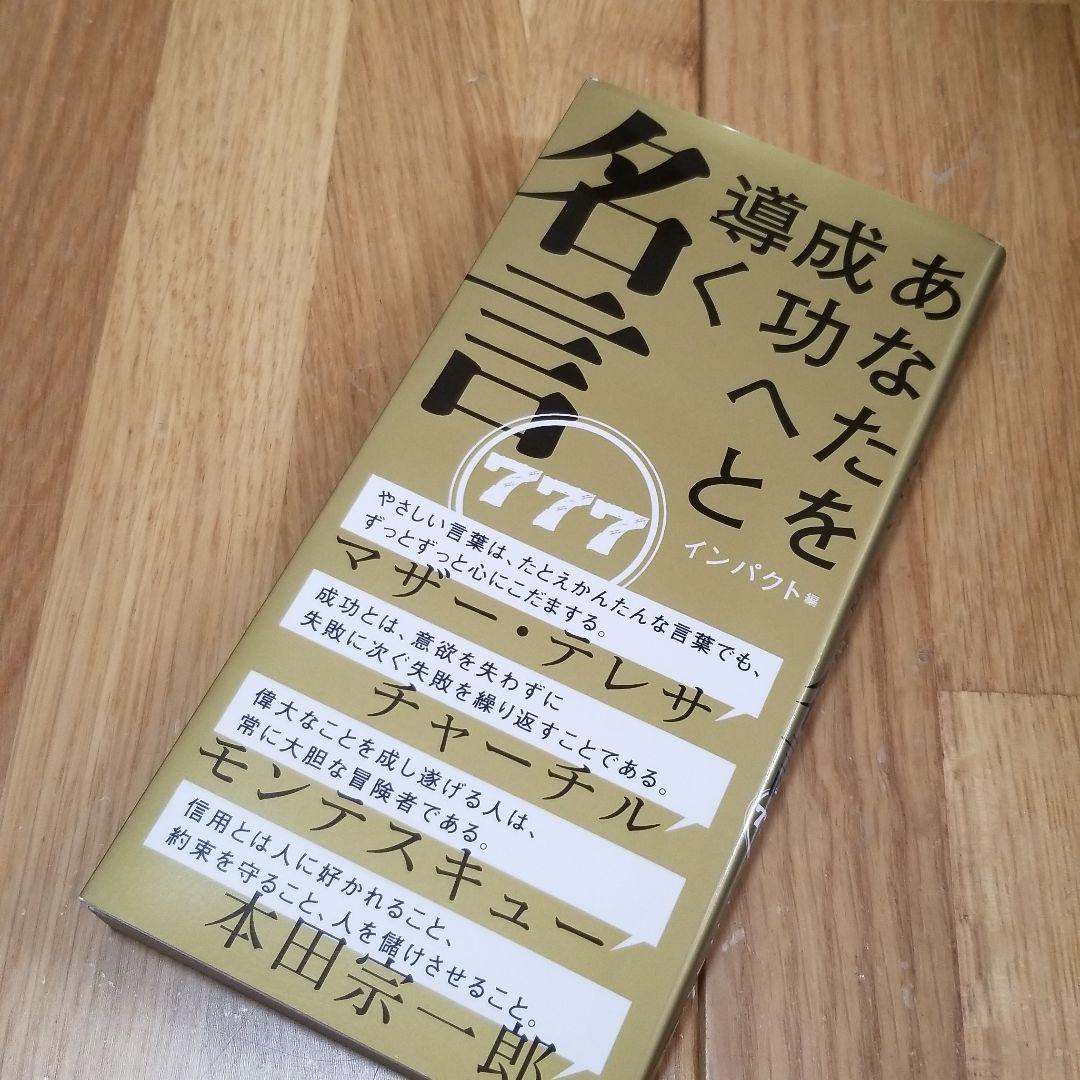 あなたを
成功へと
導く
名言
777
インパクト編
やさしい言葉は、たとえかんたんな言葉でも、
ずっとずっと心にこだまする。
マザー・テレサ
成功とは、意欲を失わずに
失敗に次ぐ失敗を繰り返すことである。
チャーチル
偉大なことを成し遂げる人は、
常に大胆な冒険者である。
モンテスキュー
信用とは人に好かれること、
約束を守ること、人を儲けさせること。
本田宗一郎